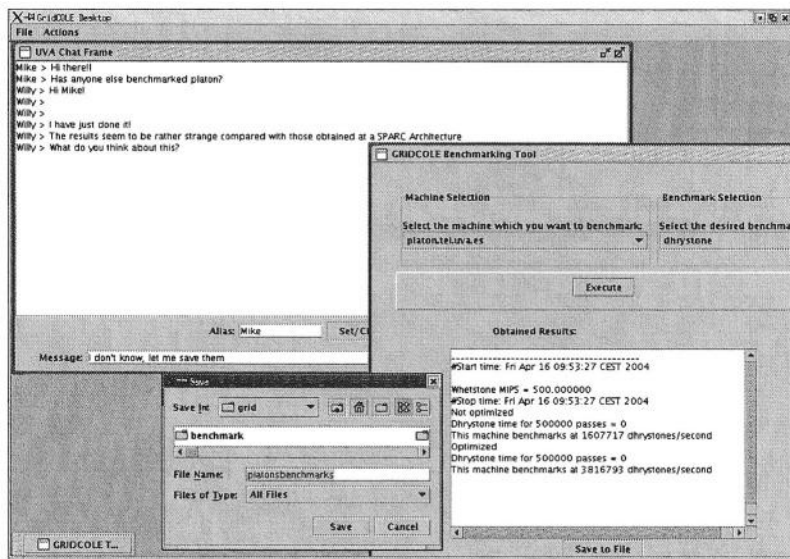 GridCOLE Desktop
File Actions
UVA Chat Frame
Mike > Hi there!!
Mike > Has anyone else benchmarked platon?
Willy > Hi Mike!
Willy >
Willy >
Willy > I have just done it!
Willy > The results seem to be rather strange compared with those obtained at a SPARC Architecture
Willy > What do you think about this?
Alias: Mike
Set/Cl
Message: I don't know, let me save them
GRIDCOLE Benchmarking Tool
Machine Selection
Select the machine which you want to benchmark:
platon.tel.uva.es
Benchmark Selection
Select the desired benchma
dhrystone
Execute
Obtained Results:
#Start time: Fri Apr 16 09:53:27 CEST 2004
Whetstone MIPS = 500.000000
#Stop time: Fri Apr 16 09:53:27 CEST 2004
Not optimized
Dhrystone time for 500000 passes = 0
This machine benchmarks at 1607717 dhrystones/second
Optimized
Dhrystone time for 500000 passes = 0
This machine benchmarks at 3816793 dhrystones/second
Save to File
Save
Save In: grid
benchmark
File Name: platonsbenchmarks
Files of Type: All Files
Save Cancel
GRIDCOLE T...